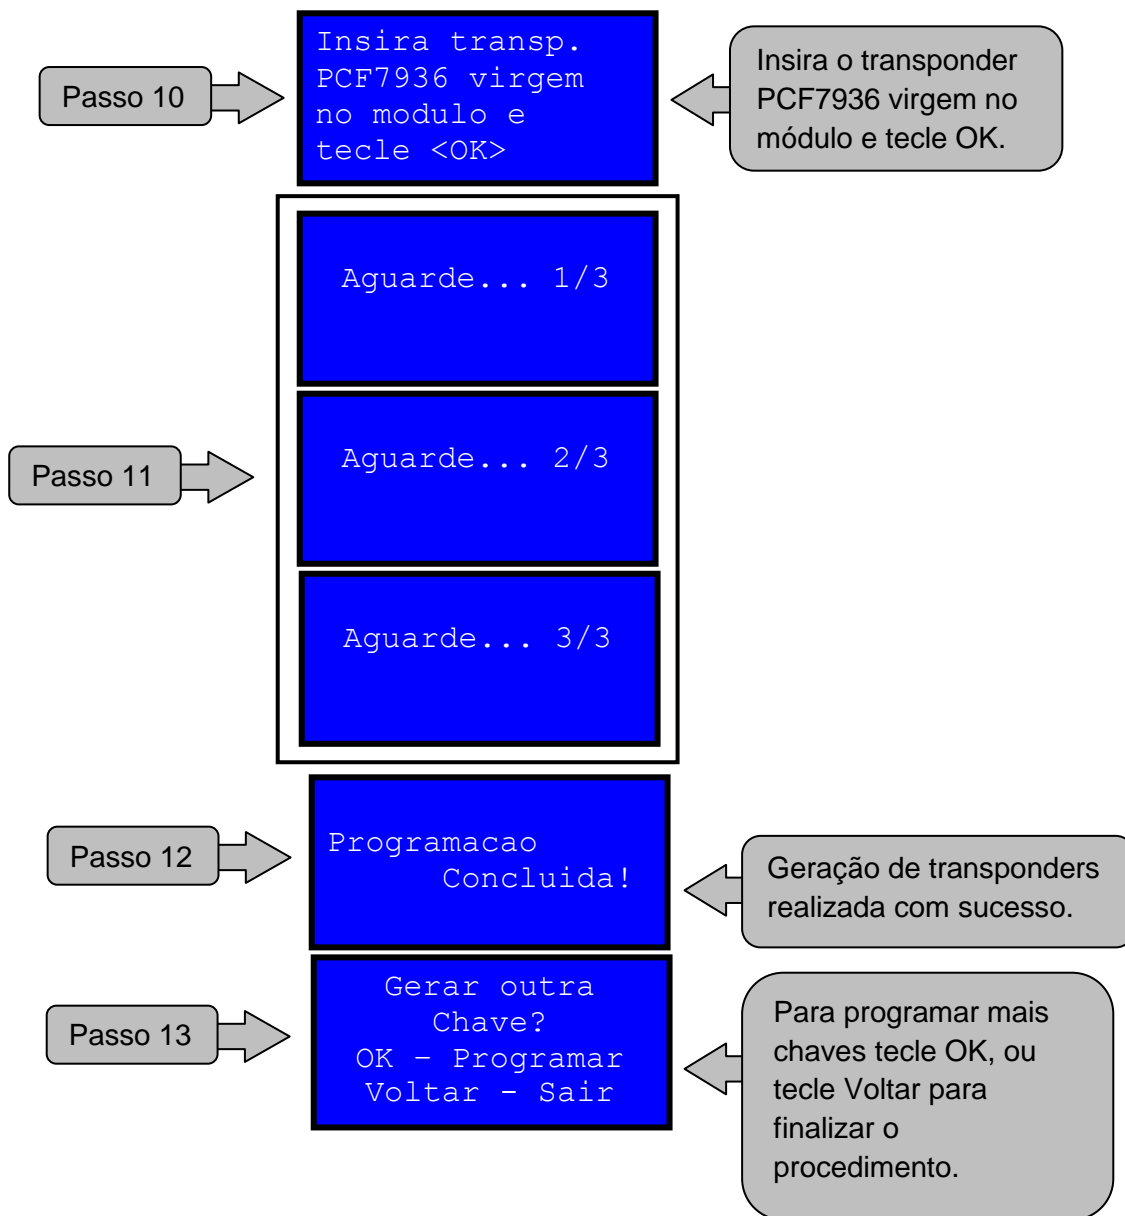 Passo 10
Insira transp.
PCF7936 virgem
no modulo e
tecle <OK>
Insira o transponder
PCF7936 virgem no
módulo e tecle OK.
Passo 11
Aguarde... 1/3
Aguarde... 2/3
Aguarde... 3/3
Passo 12
Programacao
Concluida!
Geração de transponders
realizada com sucesso.
Passo 13
Gerar outra
Chave?
OK – Programar
Voltar - Sair
Para programar mais
chaves tecle OK, ou
tecle Voltar para
finalizar o
procedimento.